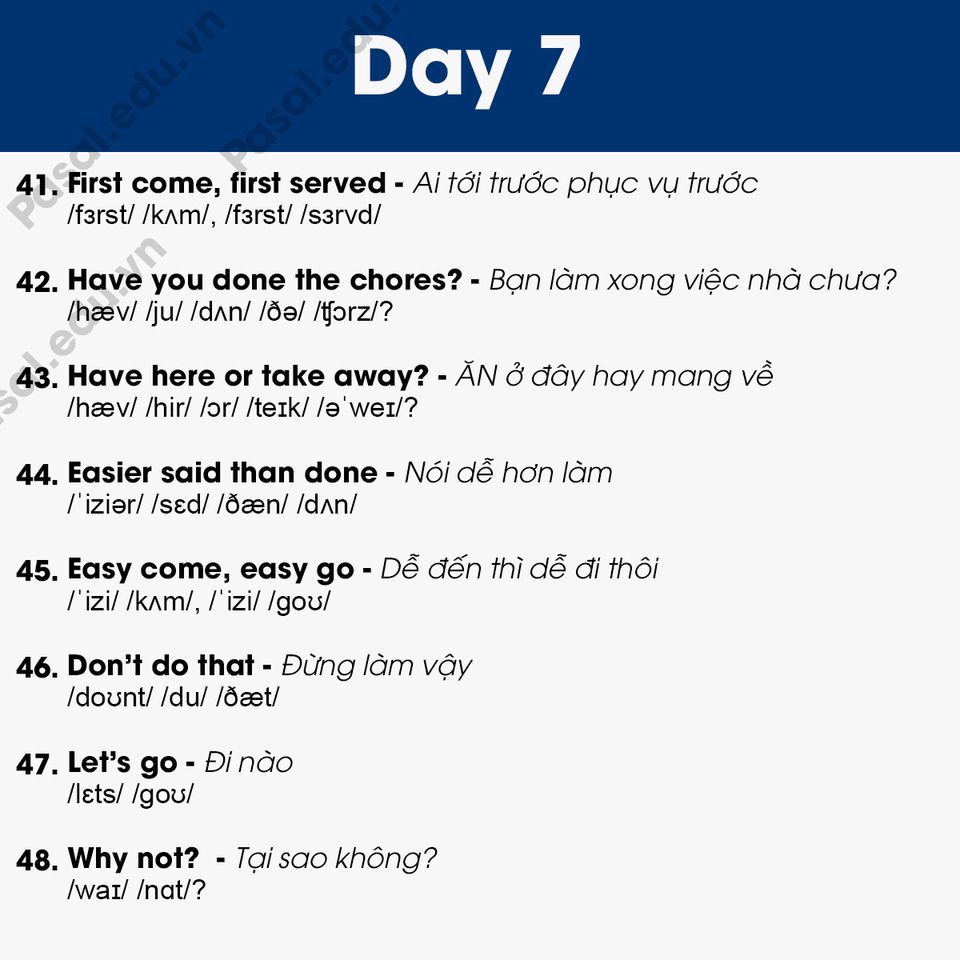 Day 7
Pasal.edu.vn
Pasal.edu.
41. First come, first served - Ai tới trước phục vụ trước
/fɜrst/ /kʌm/, /fɜrst/ /sɜrvd/
asal.edu.vn
42. Have you done the chores? - Bạn làm xong việc nhà chưa?
/hæv/ /ju/ /dʌn/ /ðə/ /ʧɔrz/?
43. Have here or take away? - ĂN ở đây hay mang về
/hæv/ /hir/ /ɔr/ /teɪk/ /əˈweɪ/?
44. Easier said than done - Nói dễ hơn làm
/ˈiziər/ /sɛd/ /ðæn/ /dʌn/
45. Easy come, easy go - Dễ đến thì dễ đi thôi
/ˈizi/ /kʌm/, /ˈizi/ /goʊ/
46. Don’t do that - Đừng làm vậy
/doʊnt/ /du/ /ðæt/
47. Let’s go - Đi nào
/lɛts/ /goʊ/
48. Why not?  - Tại sao không?
/waɪ/ /nɑt/?